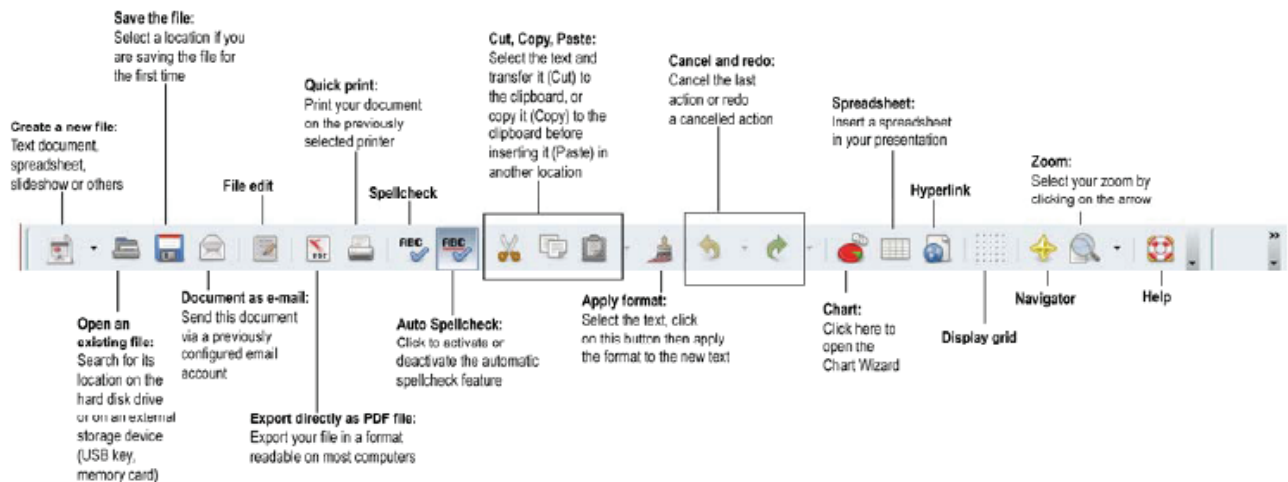 Save the file:
Select a location if you
are saving the file for
the first time
Create a new file:
Text document,
spreadsheet,
slideshow or others
File edit
Quick print:
Print your document
on the previously
selected printer
Spellcheck
Cut, Copy, Paste:
Select the text and
transfer it (Cut) to
the clipboard, or
copy it (Copy) to the
clipboard before
inserting it (Paste) in
another location
Cancel and redo:
Cancel the last
action or redo
a cancelled action
Spreadsheet:
Insert a spreadsheet
in your presentation
Hyperlink
Zoom:
Select your zoom by
clicking on the arrow
PDF
ABC
ABC
»
»
Open an
existing file:
Search for its
location on the
hard disk drive
or on an external
storage device
(USB key,
memory card)
Document as e-mail:
Send this document
via a previously
configured email
account
Export directly as PDF file:
Export your file in a format
readable on most computers
Auto Spellcheck:
Click to activate or
deactivate the automatic
spellcheck feature
Apply format:
Select the text, click
on this button then apply
the format to the new text
Chart:
Click here to
open the
Chart Wizard
Display grid
Navigator
Help